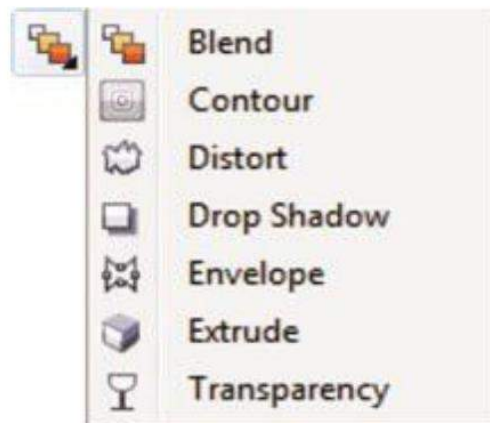 Blend
Contour
Distort
Drop Shadow
Envelope
Extrude
Transparency